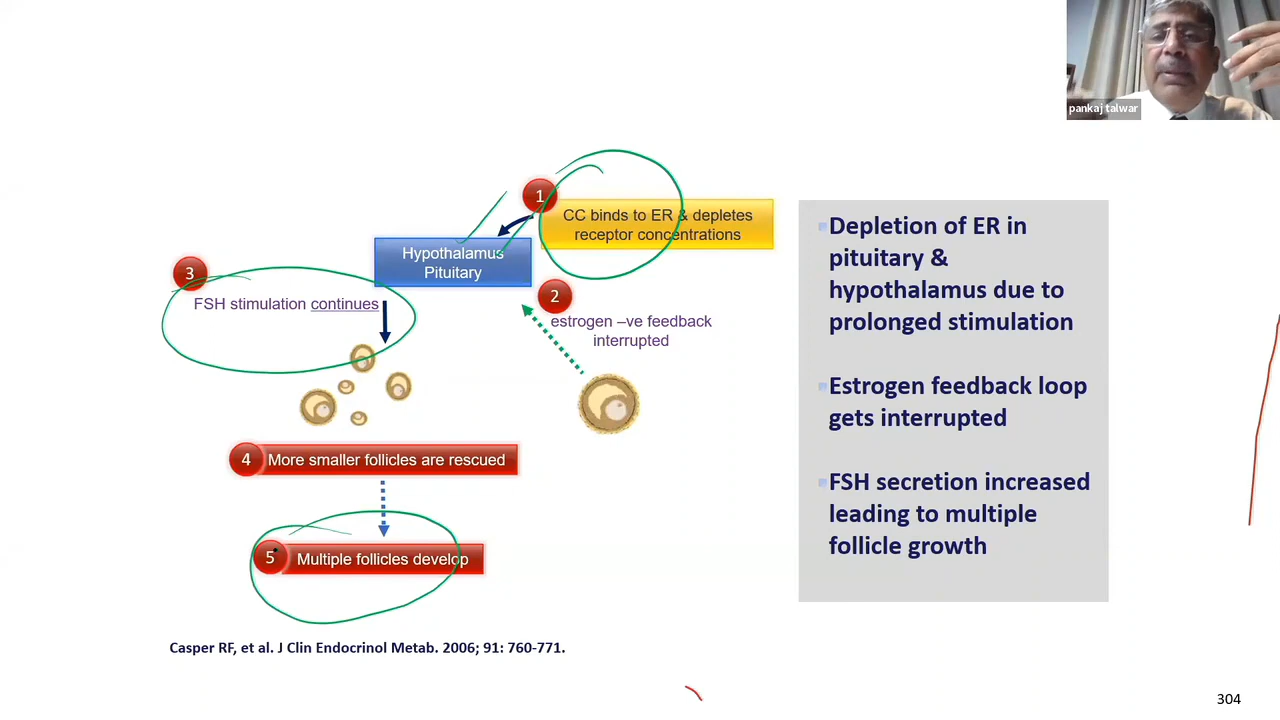 pankaj talwar
1
CC binds to ER & depletes
receptor concentrations
Hypothalamus
Pituitary
2
estrogen –ve feedback
interrupted
3
FSH stimulation continues
4
More smaller follicles are rescued
5
Multiple follicles develop
Casper RF, et al. J Clin Endocrinol Metab. 2006; 91: 760-771.
Depletion of ER in
pituitary &
hypothalamus due to
prolonged stimulation
Estrogen feedback loop
gets interrupted
FSH secretion increased
leading to multiple
follicle growth
304